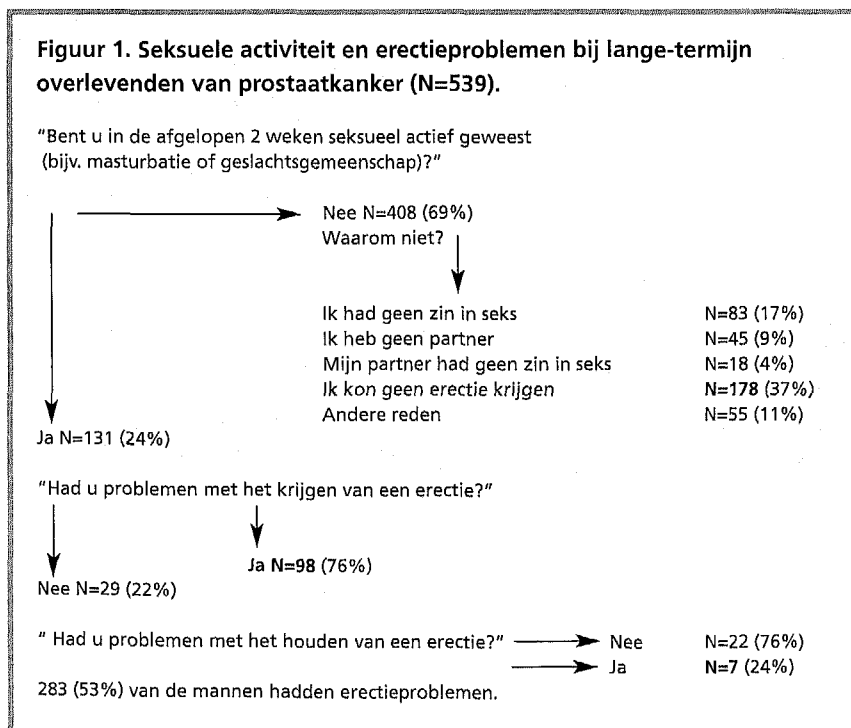 Figuur 1. Seksuele activiteit en erectieproblemen bij lange-termijn
overlevenden van prostaatkanker (N=539).
"Bent u in de afgelopen 2 weken seksueel actief geweest
(bijv. masturbatie of geslachtsgemeenschap)?"
Nee N=408 (69%)
Waarom niet?
Ik had geen zin in seks N=83 (17%)
Ik heb geen partner N=45 (9%)
Mijn partner had geen zin in seks N=18 (4%)
Ik kon geen erectie krijgen N=178 (37%)
Andere reden N=55 (11%)
Ja N=131 (24%)
"Had u problemen met het krijgen van een erectie?"
Ja N=98 (76%)
Nee N=29 (22%)
" Had u problemen met het houden van een erectie?" Nee N=22 (76%)
Ja N=7 (24%)
283 (53%) van de mannen hadden erectieproblemen.